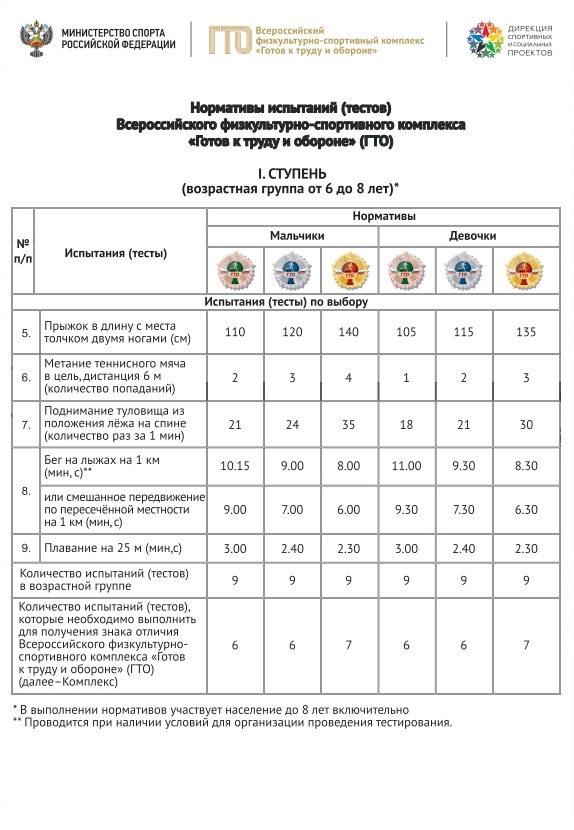 МИНИСТЕРСТВО СПОРТА
РОССИЙСКОЙ ФЕДЕРАЦИИ
ГТО
Всероссийский
физкультурно-спортивный комплекс
«Готов к труду и обороне»
ДИРЕКЦИЯ
СПОРТИВНЫХ
И СОЦИАЛЬНЫХ
ПРОЕКТОВ
Нормативы испытаний (тестов)
Всероссийского физкультурно-спортивного комплекса
«Готов к труду и обороне» (ГТО)
I. СТУПЕНЬ
(возрастная группа от 6 до 8 лет)*
№
п/п
Испытания (тесты)
Нормативы
Мальчики Девочки
ГТО ГТО ГТО ГТО ГТО ГТО
Испытания (тесты) по выбору
5. Прыжок в длину с места
толчком двумя ногами (см) 110 120 140 105 115 135
6. Метание теннисного мяча
в цель, дистанция 6 м
(количество попаданий) 2 3 4 1 2 3
7. Поднимание туловища из
положения лёжа на спине
(количество раз за 1 мин) 21 24 35 18 21 30
8. Бег на лыжах на 1 км
(мин, с)** 10.15 9.00 8.00 11.00 9.30 8.30
или смешанное передвижение
по пересечённой местности
на 1 км (мин, с) 9.00 7.00 6.00 9.30 7.30 6.30
9. Плавание на 25 м (мин,с) 3.00 2.40 2.30 3.00 2.40 2.30
Количество испытаний (тестов)
в возрастной группе 9 9 9 9 9 9
Количество испытаний (тестов),
которые необходимо выполнить
для получения знака отличия
Всероссийского физкультурно-
спортивного комплекса «Готов
к труду и обороне» (ГТО)
(далее–Комплекс) 6 6 7 6 6 7
* В выполнении нормативов участвует население до 8 лет включительно
** Проводится при наличии условий для организации проведения тестирования.